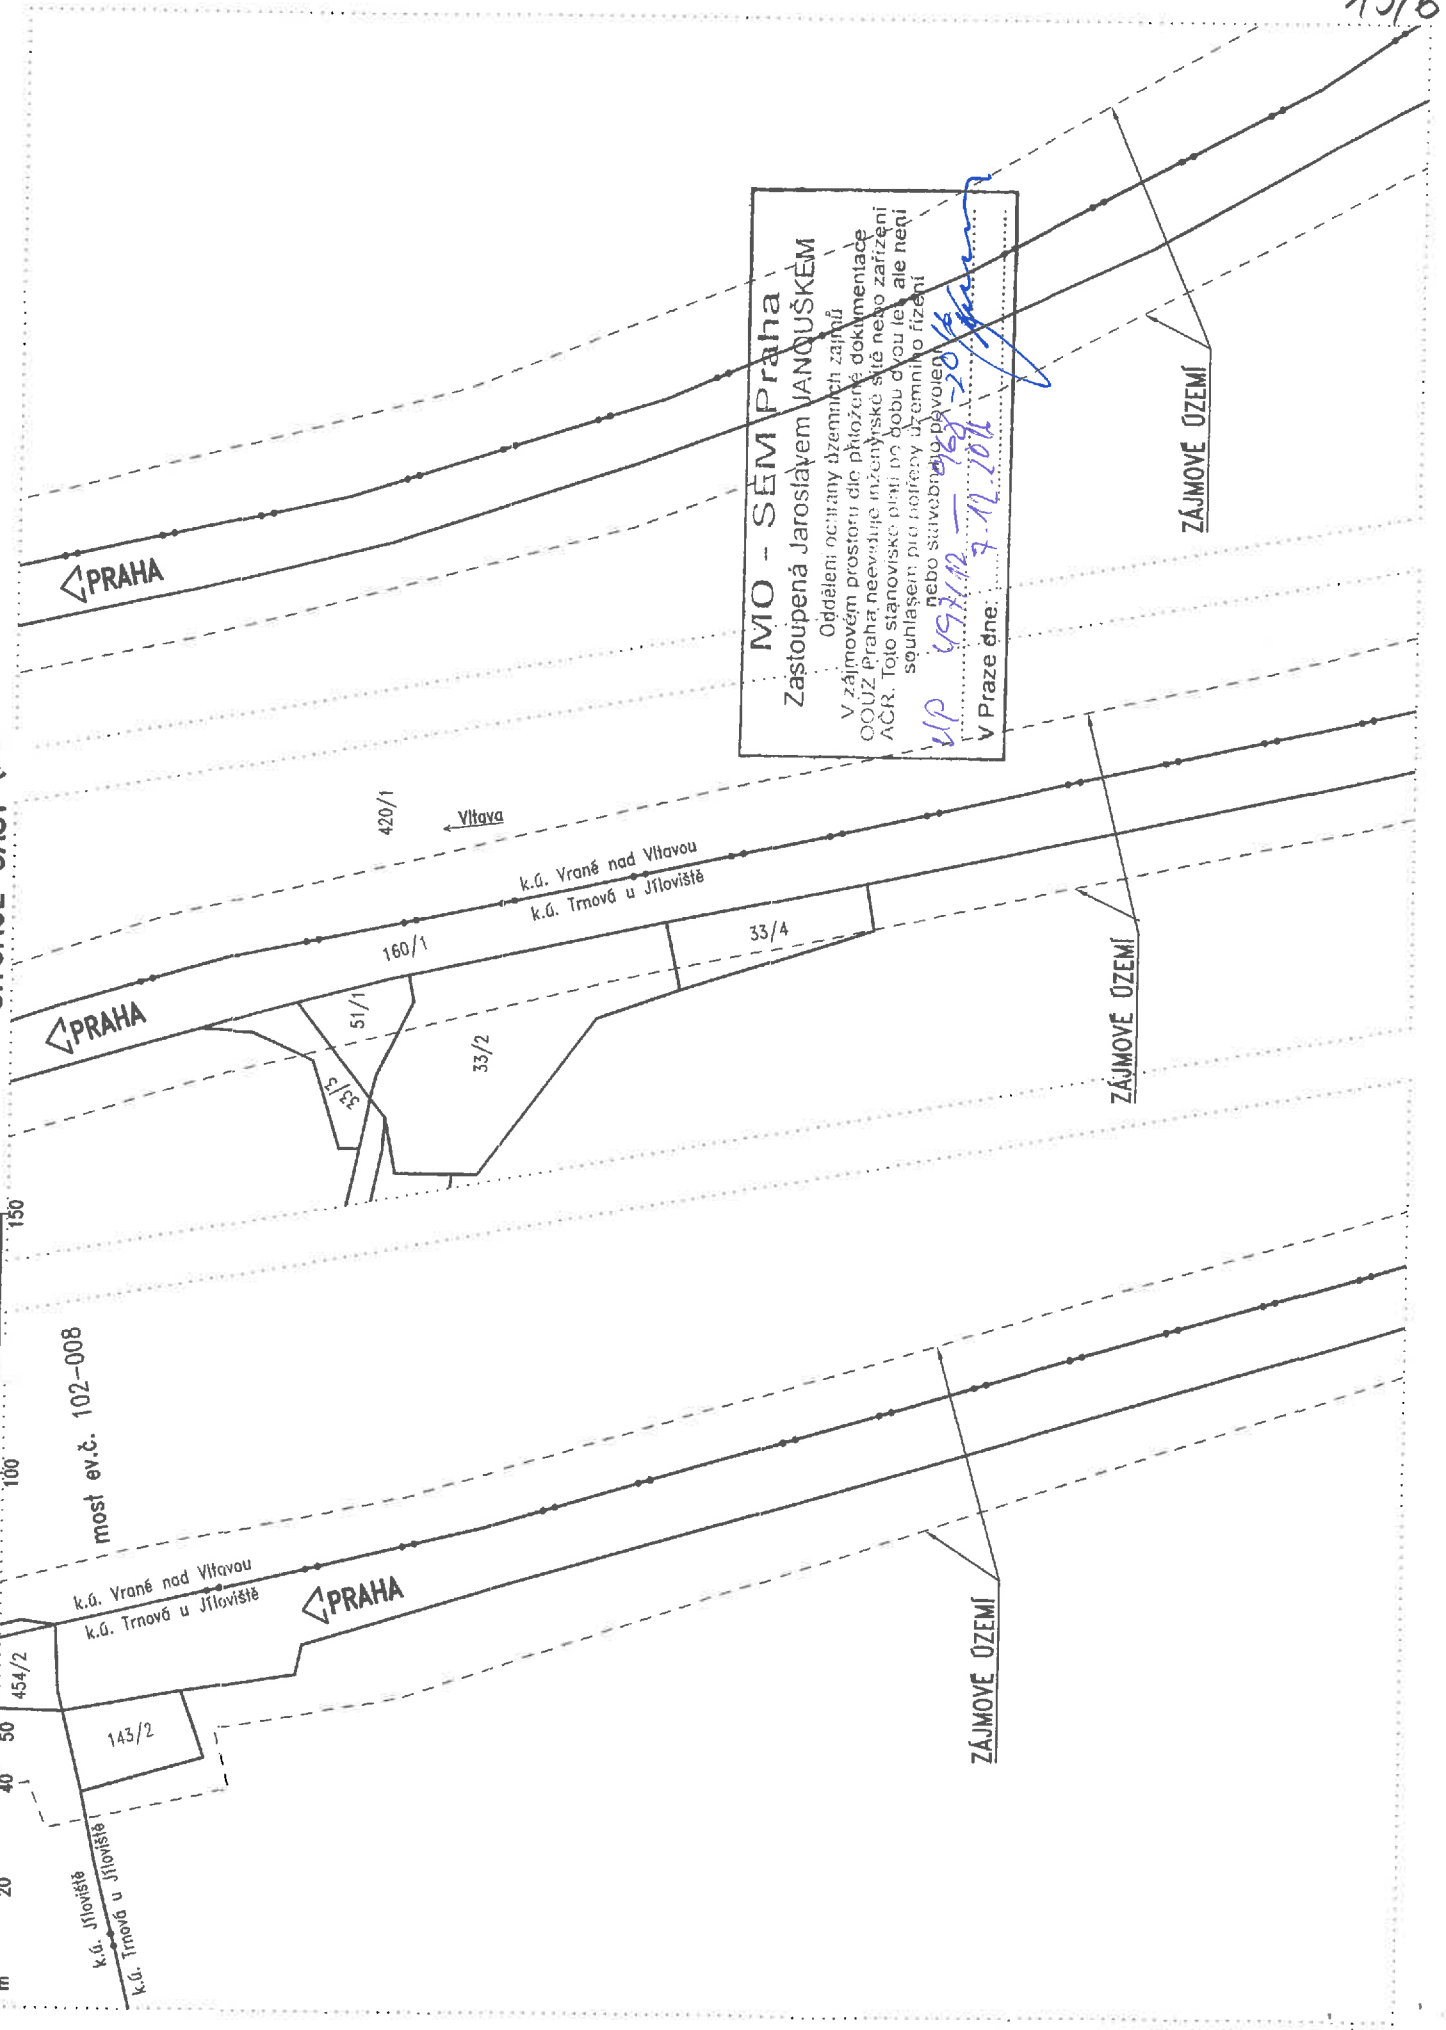 150
100
50
40
20
m
most ev.č. 102-008
454/2
143/2
k.ú. Vrané nad Vltavou
k.ú. Trnová u Jíloviště
k.ú. Jíloviště
k.ú. Trnová u Jíloviště
PRAHA
ZÁJMOVÉ ÚZEMÍ
PRAHA
420/1
Vltava
k.ú. Vrané nad Vltavou
k.ú. Trnová u Jíloviště
160/1
51/1
33/3
33/2
33/4
ZÁJMOVÉ ÚZEMÍ
PRAHA
ZÁJMOVÉ ÚZEMÍ
MO - SEM Praha
Zastoupená Jaroslavem JANOUŠKEM
Oddělení ochrany územních zájmů
V zájmovém prostoru dle přiložené dokumentace
OOÚZ Praha neeviduje inženýrské sítě nebo zařízení
AČR. Toto stanovisko platí po dobu dvou let, ale není
souhlasem pro potřeby územního řízení
nebo stavebního povolení
V Praze dne: